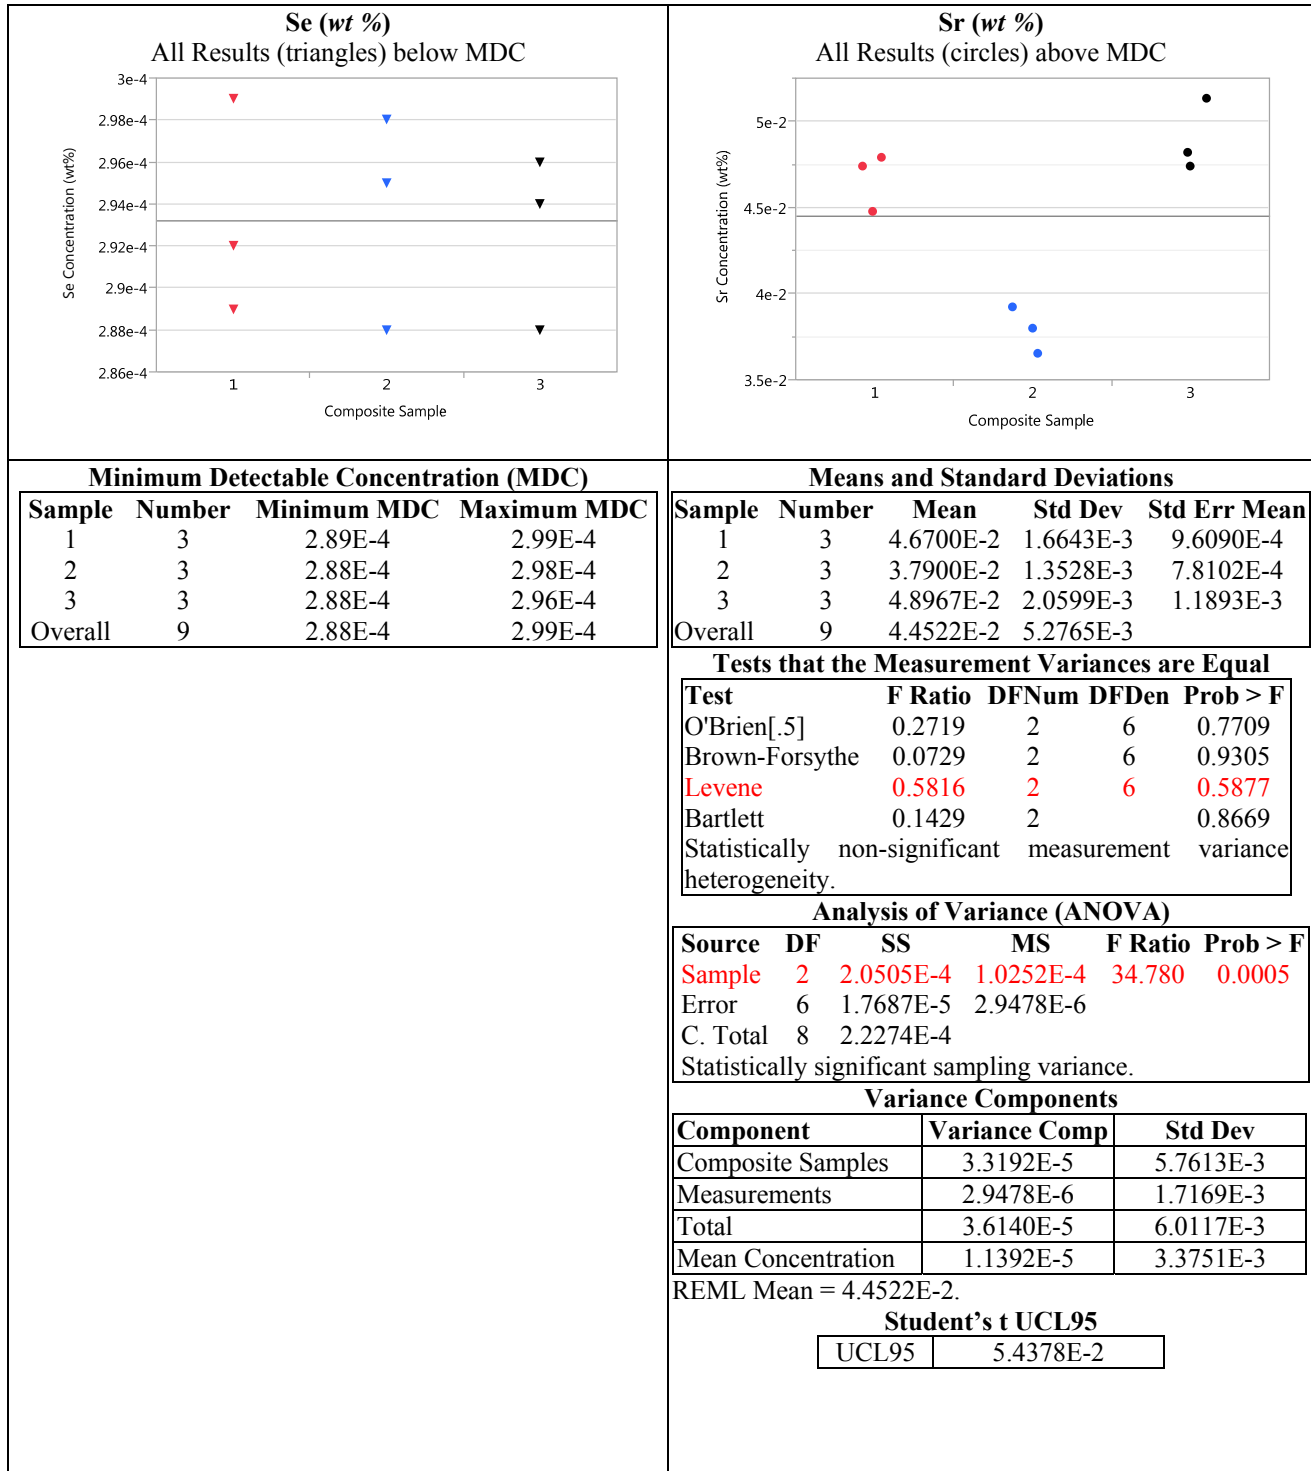 Se (wt %)
All Results (triangles) below MDC
3e-4
2.98e-4
2.96e-4
2.94e-4
2.92e-4
2.9e-4
2.88e-4
2.86e-4
Se Concentration (wt%)
1 2 3
Composite Sample
Sr (wt %)
All Results (circles) above MDC
5e-2
4.5e-2
4e-2
3.5e-2
Sr Concentration (wt%)
1 2 3
Composite Sample
Minimum Detectable Concentration (MDC)
Sample Number Minimum MDC Maximum MDC
1 3 2.89E-4 2.99E-4
2 3 2.88E-4 2.98E-4
3 3 2.88E-4 2.96E-4
Overall 9 2.88E-4 2.99E-4
Means and Standard Deviations
Sample Number Mean Std Dev Std Err Mean
1 3 4.6700E-2 1.6643E-3 9.6090E-4
2 3 3.7900E-2 1.3528E-3 7.8102E-4
3 3 4.8967E-2 2.0599E-3 1.1893E-3
Overall 9 4.4522E-2 5.2765E-3
Tests that the Measurement Variances are Equal
Test F Ratio DFNum DFDen Prob > F
O'Brien[.5] 0.2719 2 6 0.7709
Brown-Forsythe 0.0729 2 6 0.9305
Levene 0.5816 2 6 0.5877
Bartlett 0.1429 2 0.8669
Statistically non-significant measurement variance
heterogeneity.
Analysis of Variance (ANOVA)
Source DF SS MS F Ratio Prob > F
Sample 2 2.0505E-4 1.0252E-4 34.780 0.0005
Error 6 1.7687E-5 2.9478E-6
C. Total 8 2.2274E-4
Statistically significant sampling variance.
Variance Components
Component Variance Comp Std Dev
Composite Samples 3.3192E-5 5.7613E-3
Measurements 2.9478E-6 1.7169E-3
Total 3.6140E-5 6.0117E-3
Mean Concentration 1.1392E-5 3.3751E-3
REML Mean = 4.4522E-2.
Student’s t UCL95
UCL95 5.4378E-2